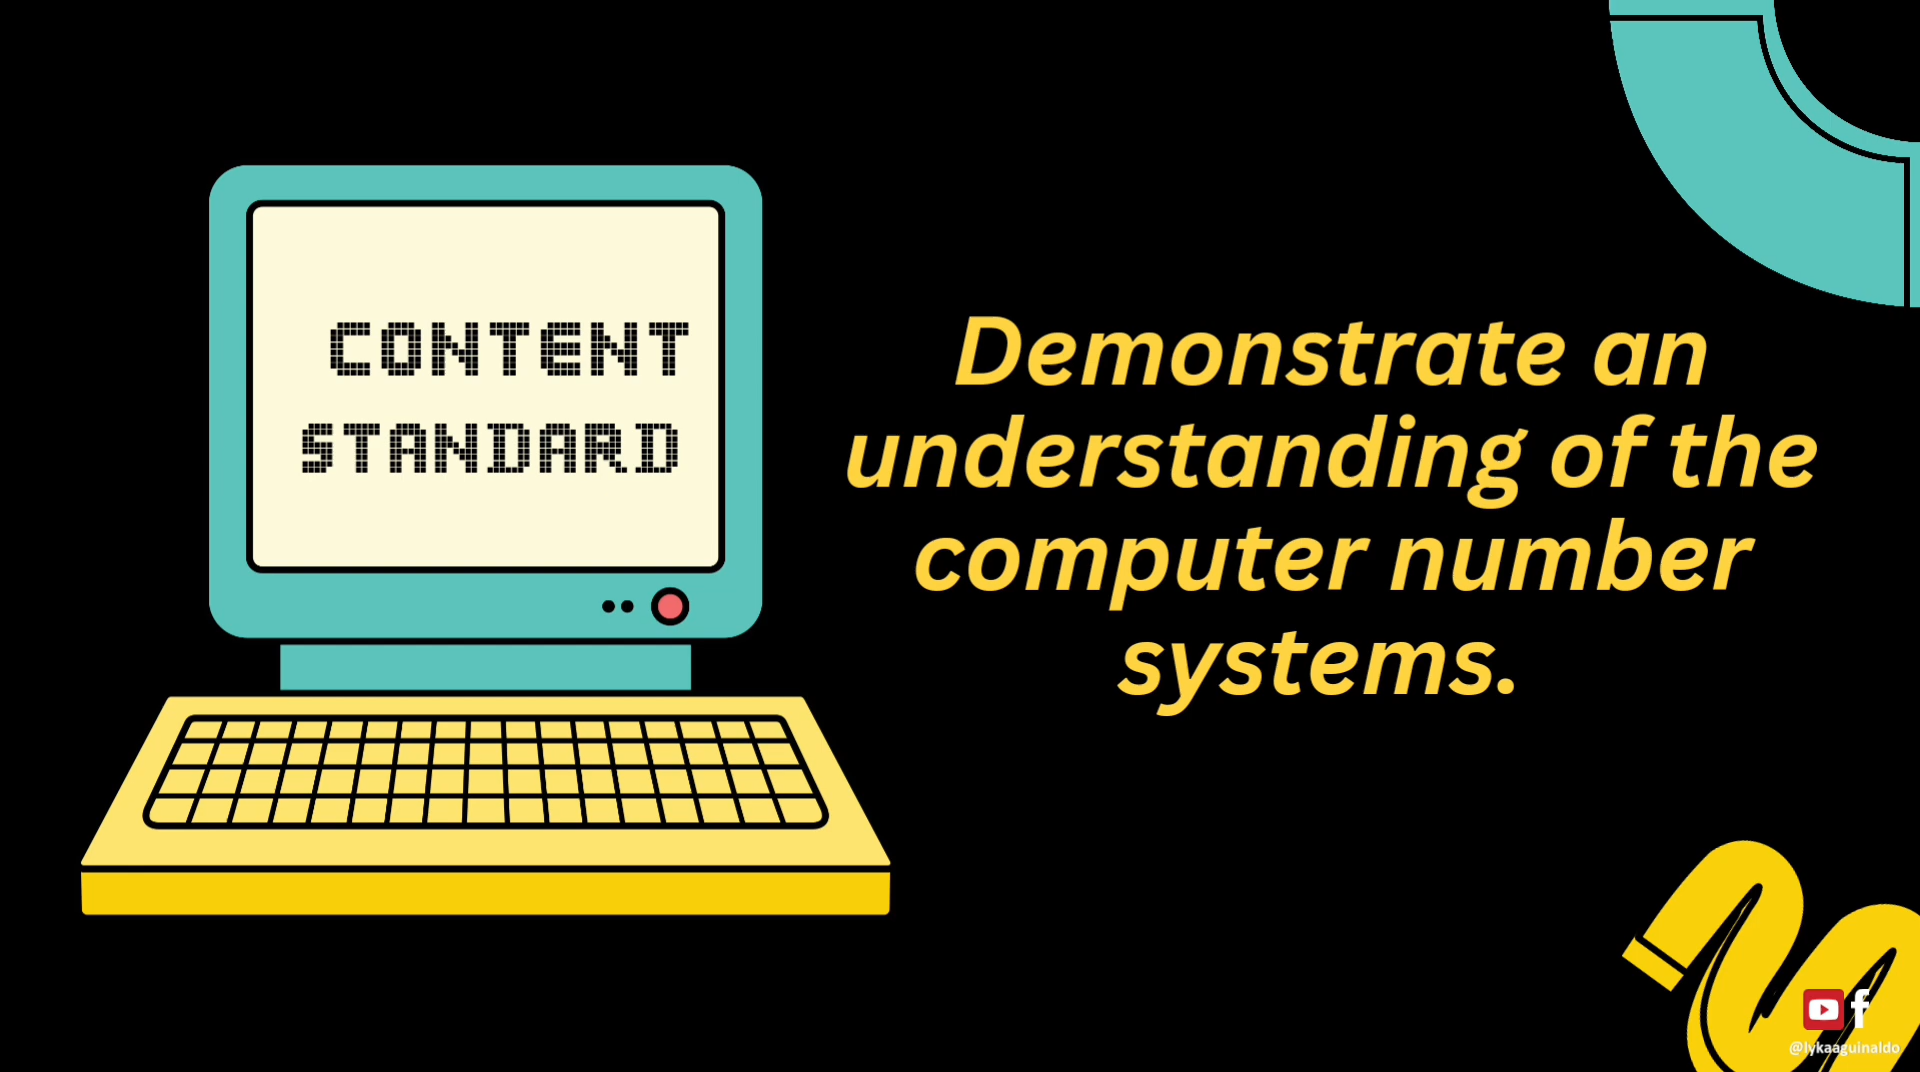 CONTENT
STANDARD
Demonstrate an
understanding of the
computer number
systems.
@lykaaguinaldo